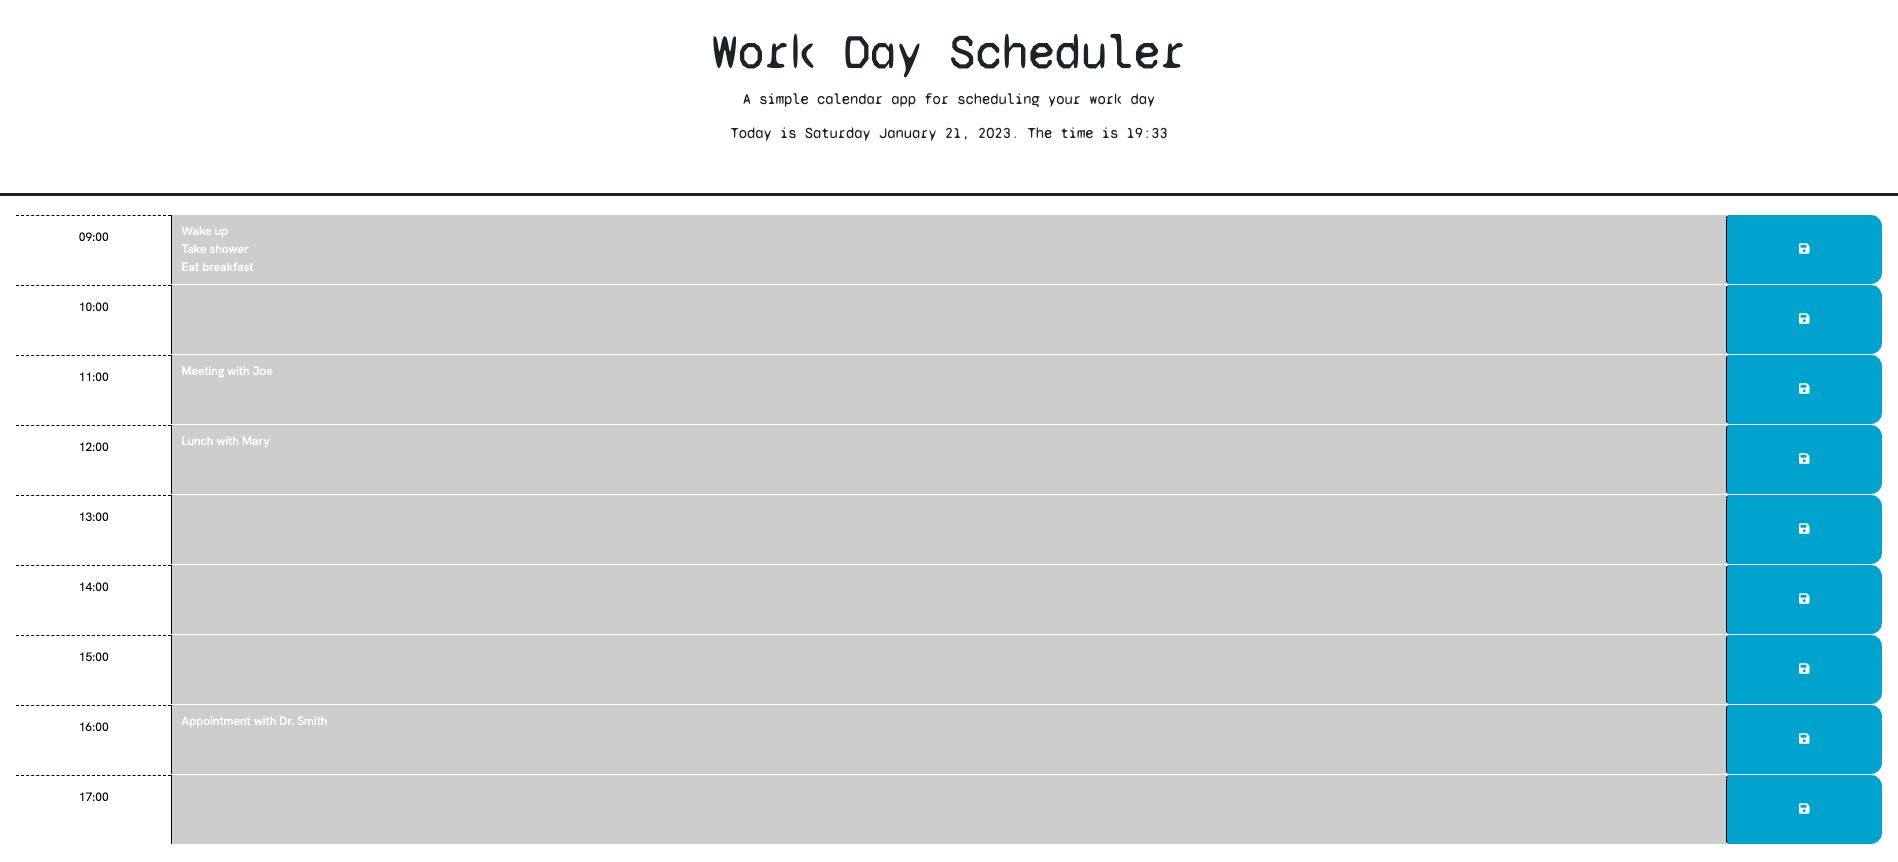 Work Day Scheduler
A simple calendar app for scheduling your work day
Today is Saturday January 21, 2023. The time is 19:33
09:00
Wake up
Take shower
Eat breakfast
10:00
11:00
Meeting with Joe
12:00
Lunch with Mary
13:00
14:00
15:00
16:00
Appointment with Dr. Smith
17:00